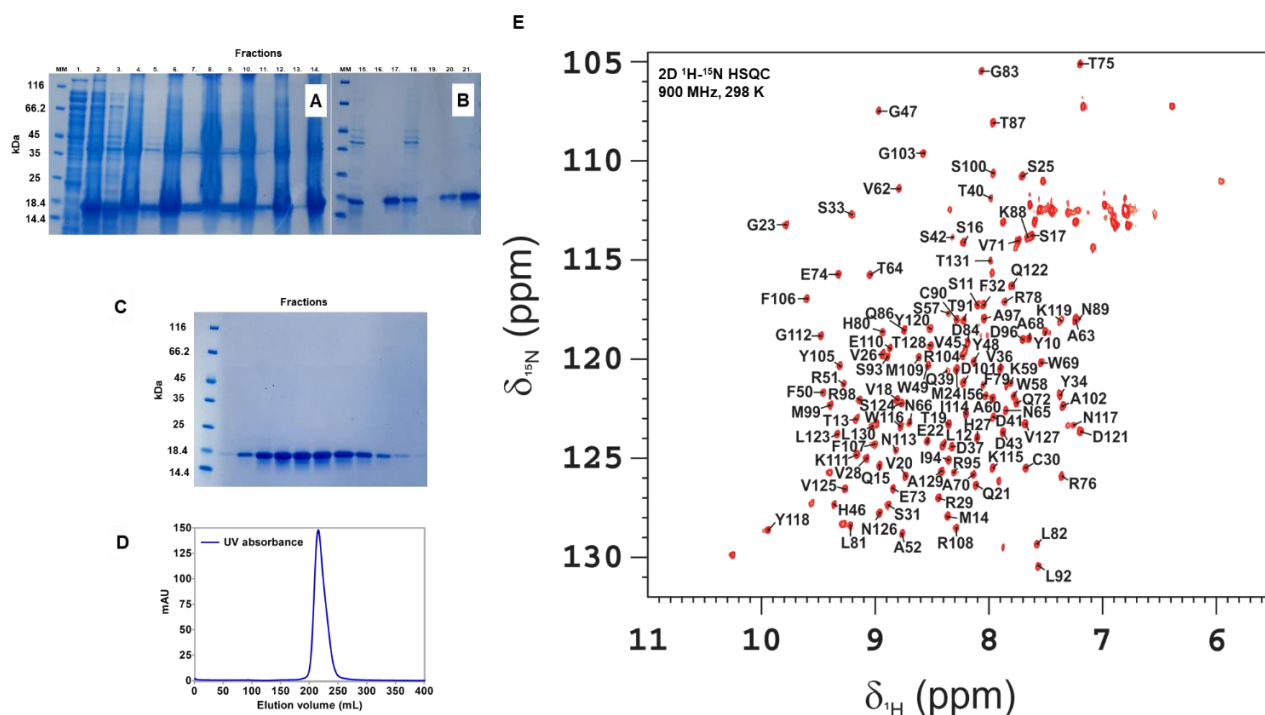 Fractions
MM 1. 2. 3. 4. 5. 6. 7. 8. 9. 10. 11. 12. 13. 14. MM 15. 16. 17. 18. 19. 20. 21.
A
B
kDa
116
66.2
45
35
18.4
14.4
C
Fractions
kDa
116
66.2
45
35
25
18.4
14.4
D
UV absorbance
mAU
150
125
100
75
50
25
0
0 50 100 150 200 250 300 350 400
Elution volume (mL)
E
2D ¹H-¹⁵N HSQC
900 MHz, 298 K
δ¹⁵N (ppm)
105
110
115
120
125
130
11 10 9 8 7 6
δ¹H (ppm)
G83
T75
G47
T87
G103
S100
S25
V62
T40
S33
K88
G23
S42
S16
V71
S17
T131
E74
T64
Q122
S11
F32
C90
F106
T91
R78
S57
K119
N89
Q86
A97
A68
H80
Y120
D84
A63
G112
D96
Y10
E110
T128
V45
Y48
Y105
V26
R104
V36
W69
S93
M109
D101
K59
R51
Q39
F79
Y34
F50
V18
W49
M24
I56
W58
R98
A102
M99
S124
N66
I114
A60
Q72
N65
T13
W116
T19
H27
D41
N117
L123
L130
E22
L12
V127
D121
F107
N113
D37
D43
K111
I94
K115
C30
V28
V20
R95
Q15
A129
A70
R76
V125
E73
Q21
R29
H46
S31
Y118
M14
N126
L81
A52
R108
L82
L92